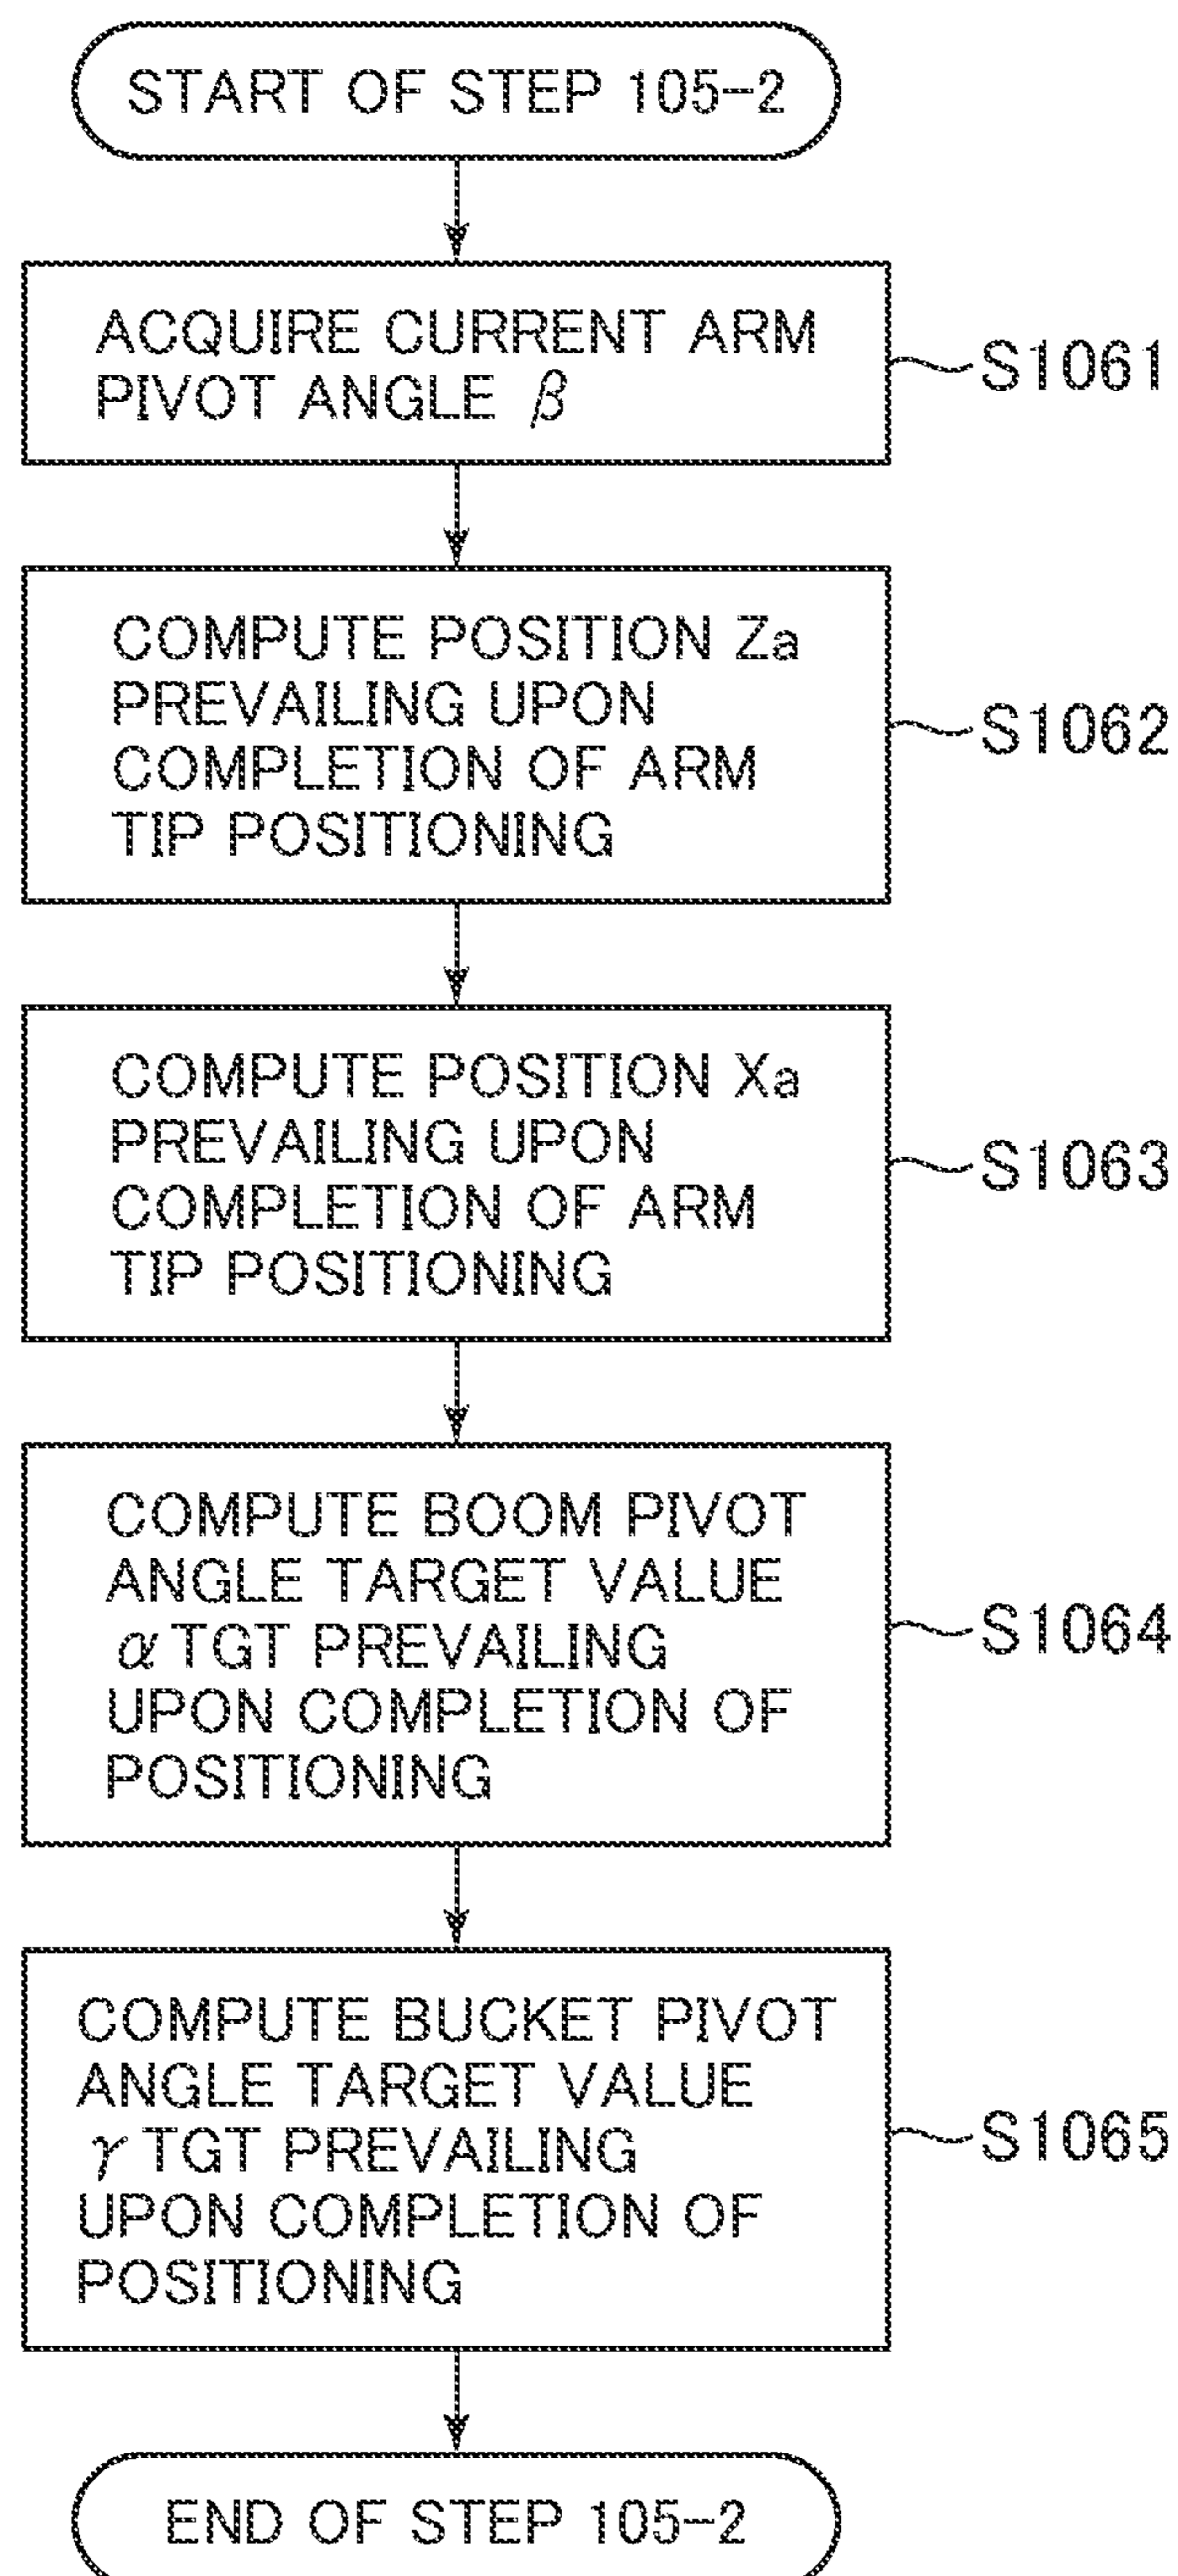 START OF STEP 105-2
ACQUIRE CURRENT ARM
PIVOT ANGLE β
S1061
COMPUTE POSITION Za
PREVAILING UPON
COMPLETION OF ARM
TIP POSITIONING
S1062
COMPUTE POSITION Xa
PREVAILING UPON
COMPLETION OF ARM
TIP POSITIONING
S1063
COMPUTE BOOM PIVOT
ANGLE TARGET VALUE
α TGT PREVAILING
UPON COMPLETION OF
POSITIONING
S1064
COMPUTE BUCKET PIVOT
ANGLE TARGET VALUE
γ TGT PREVAILING
UPON COMPLETION OF
POSITIONING
S1065
END OF STEP 105-2